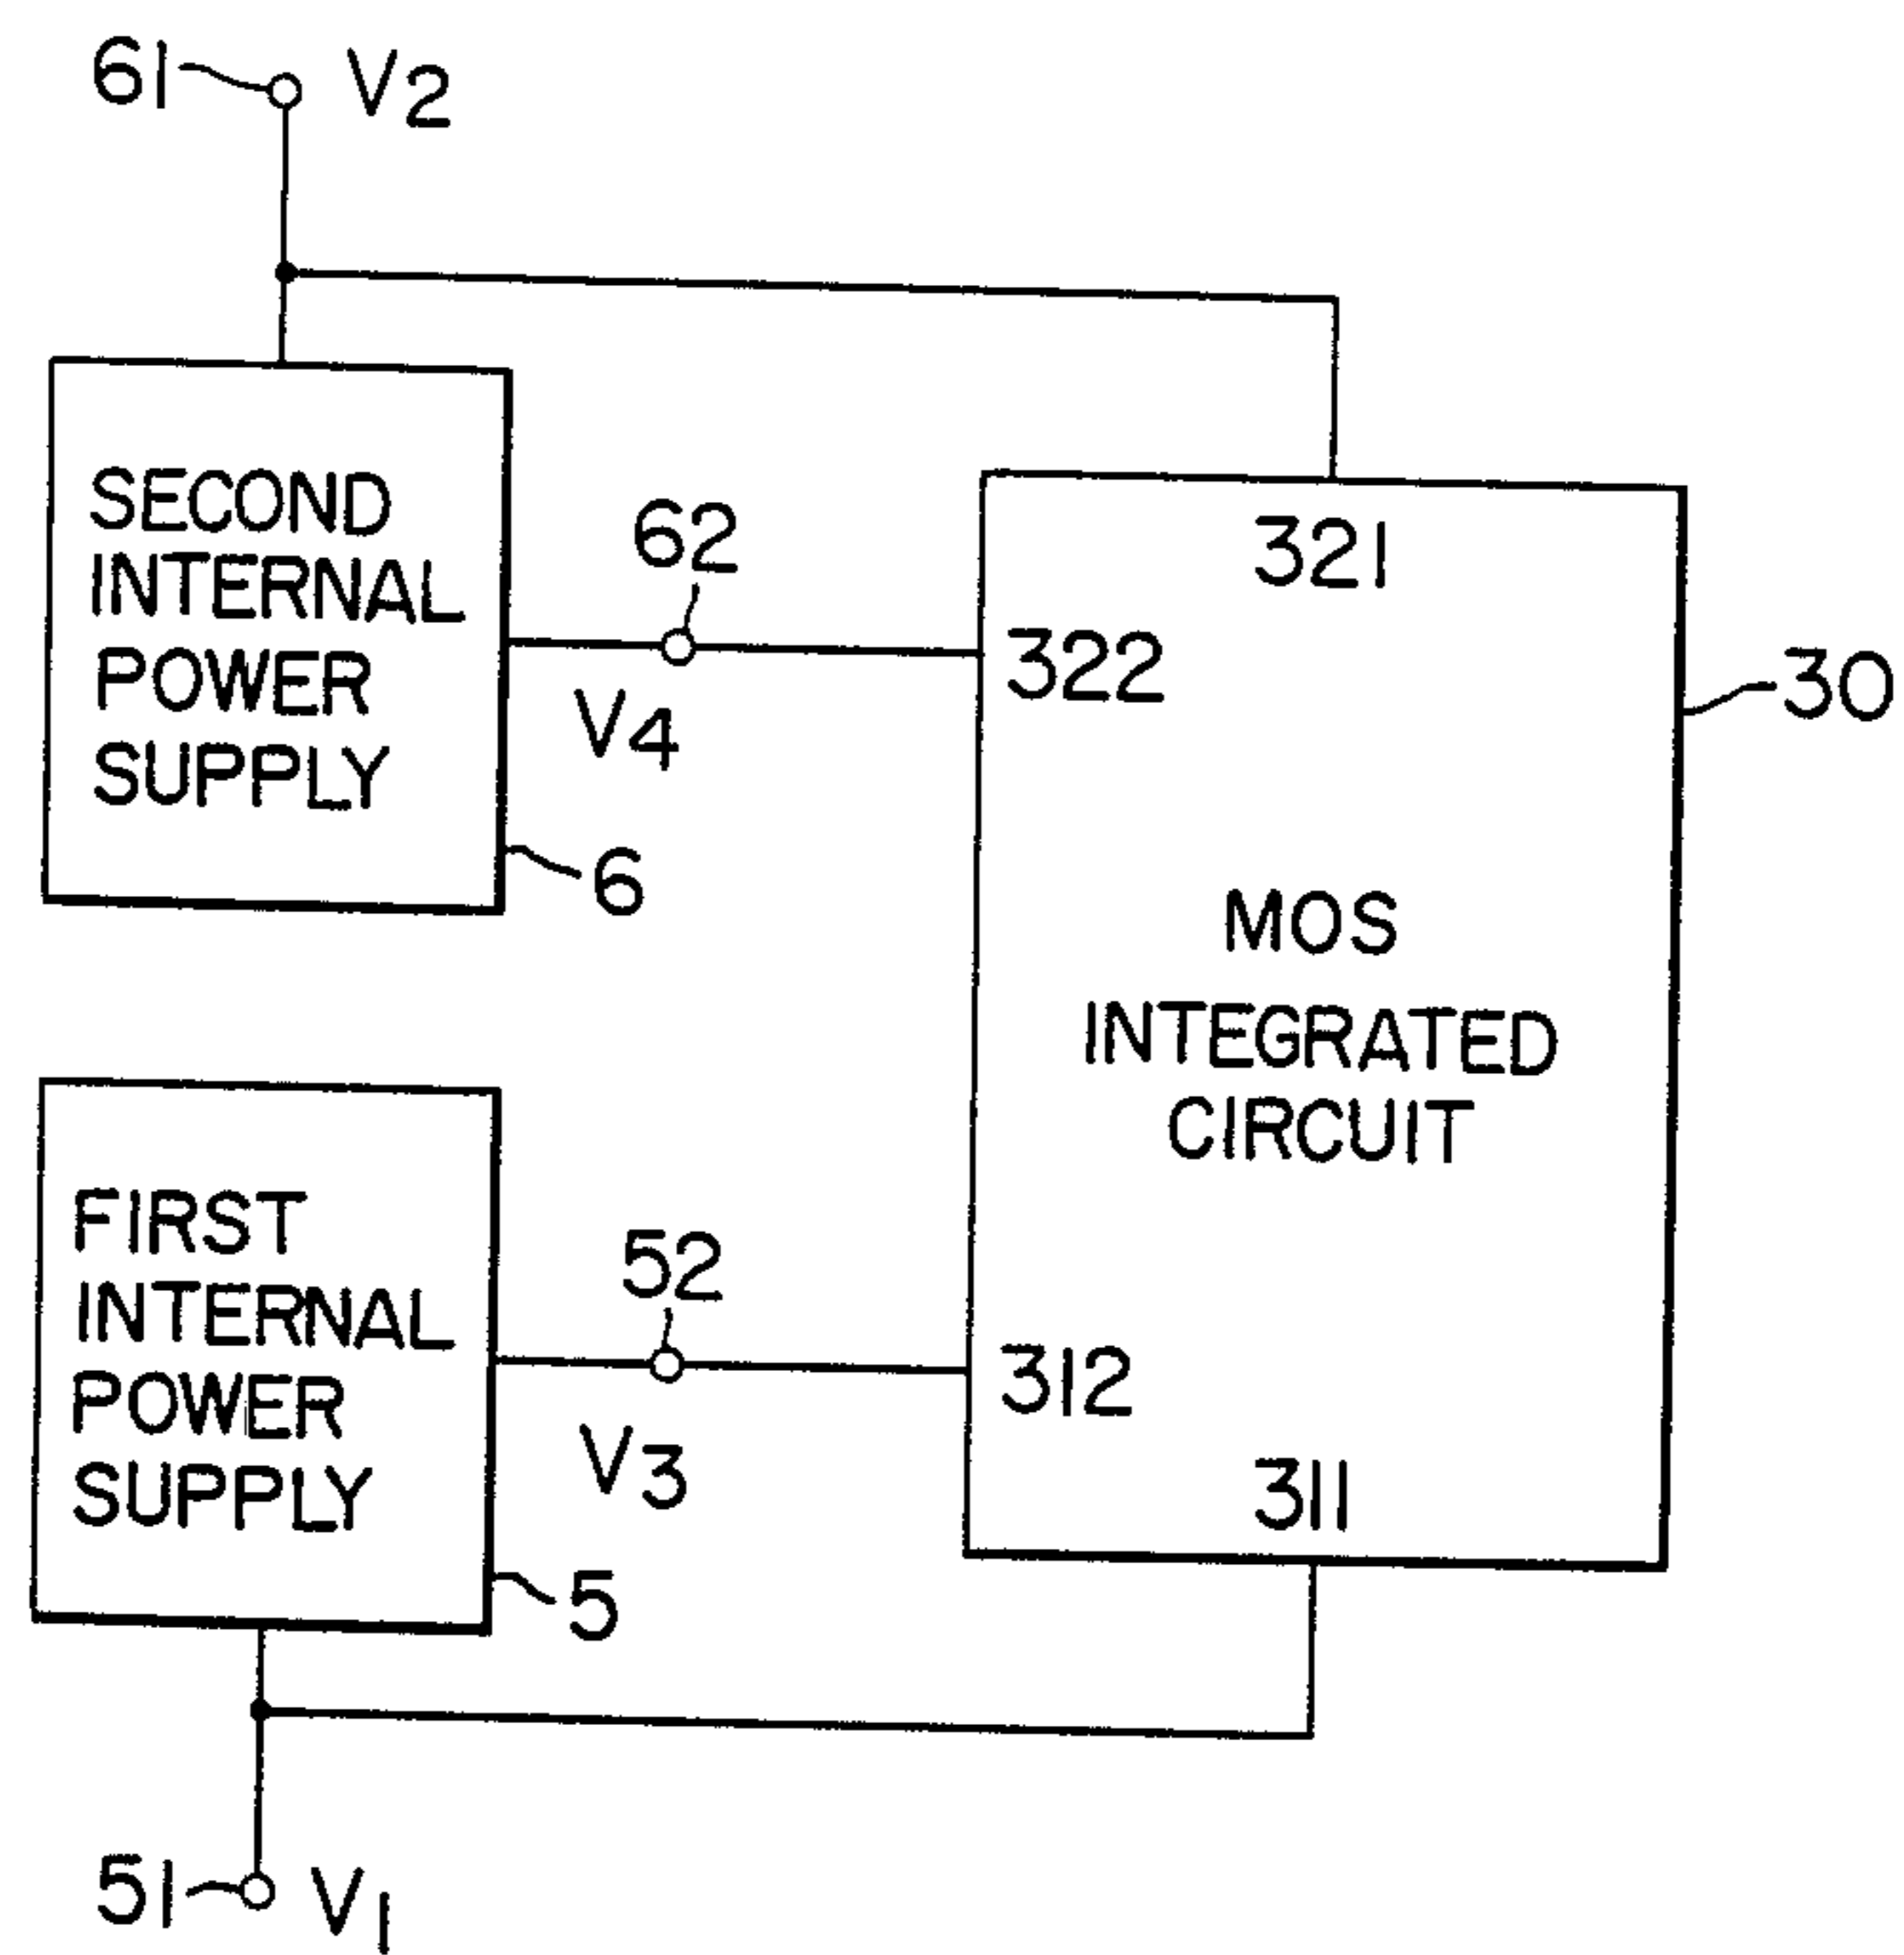 61
V2
SECOND
INTERNAL
POWER
SUPPLY
6
62
V4
321
322
30
MOS
INTEGRATED
CIRCUIT
FIRST
INTERNAL
POWER
SUPPLY
5
52
V3
312
311
51
V1